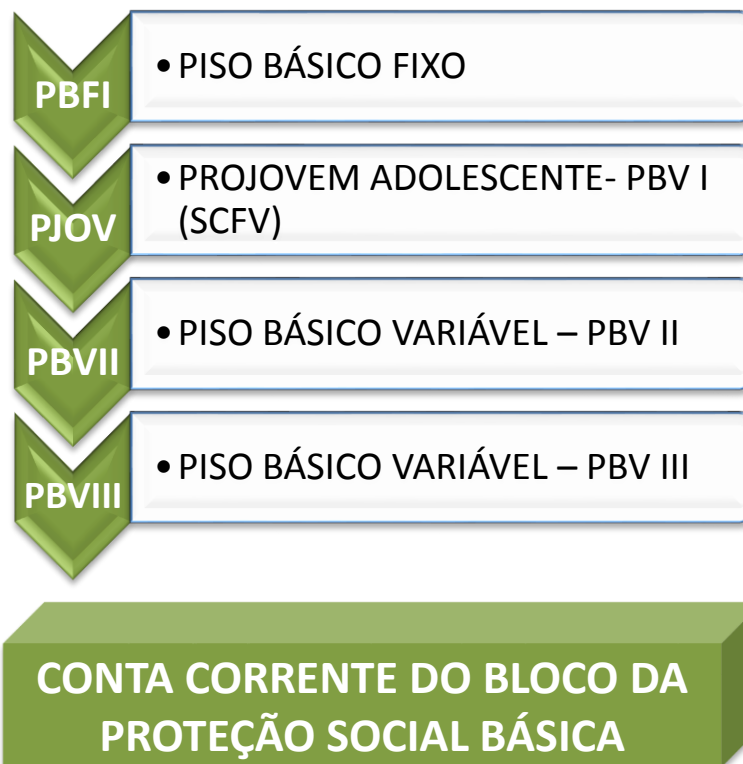 PBFI
• PISO BÁSICO FIXO
PJOV
• PROJOVEM ADOLESCENTE- PBV I
(SCFV)
PBVII
• PISO BÁSICO VARIÁVEL – PBV II
PBVIII
• PISO BÁSICO VARIÁVEL – PBV III
CONTA CORRENTE DO BLOCO DA
PROTEÇÃO SOCIAL BÁSICA